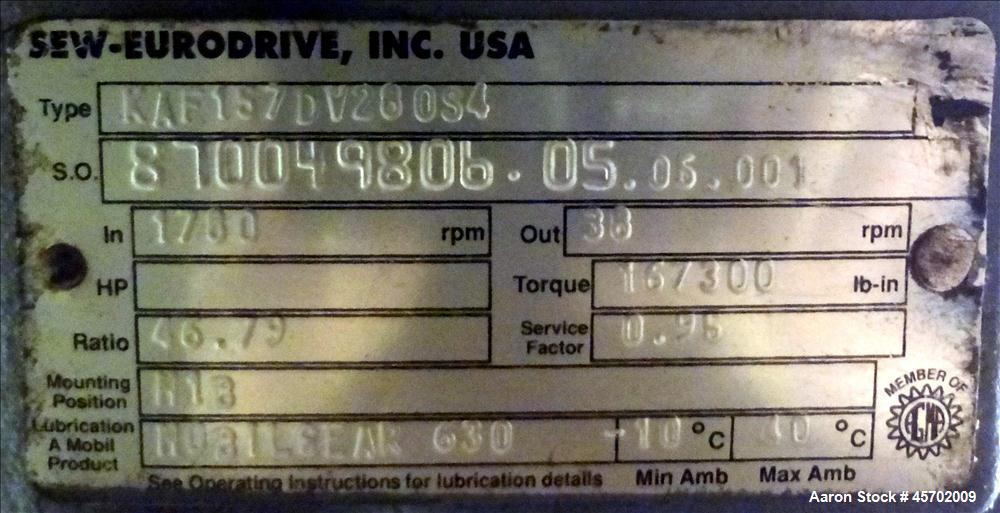 SEW-EURODRIVE, INC. USA
Type KAF157DV280S4
S.O. 870049806.05.06.001
In 1780 rpm Out 38 rpm
HP Torque 167300 lb-in
Ratio 46.79 Service Factor 0.95
Mounting Position H1B
Lubrication A Mobil Product MOBILGEAR 630 -10 °C 40 °C
See Operating Instructions for lubrication details Min Amb Max Amb
MEMBER OF
AGMA
Aaron Stock # 45702009